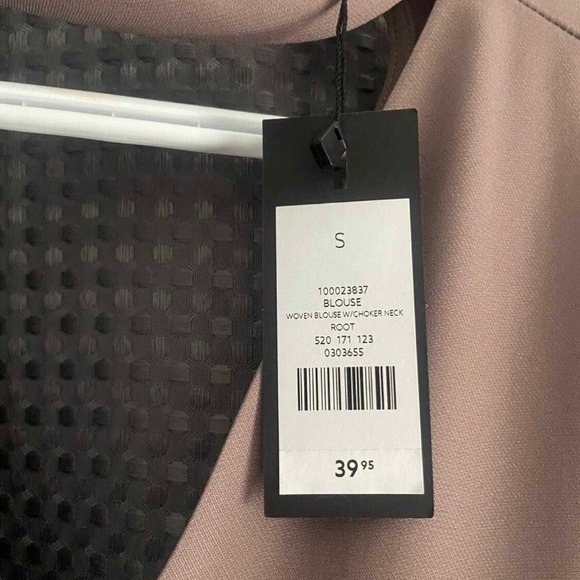 S
100023837
BLOUSE
WOVEN BLOUSE W/CHOKER NECK
ROOT
520 171 123
0303655
39 95